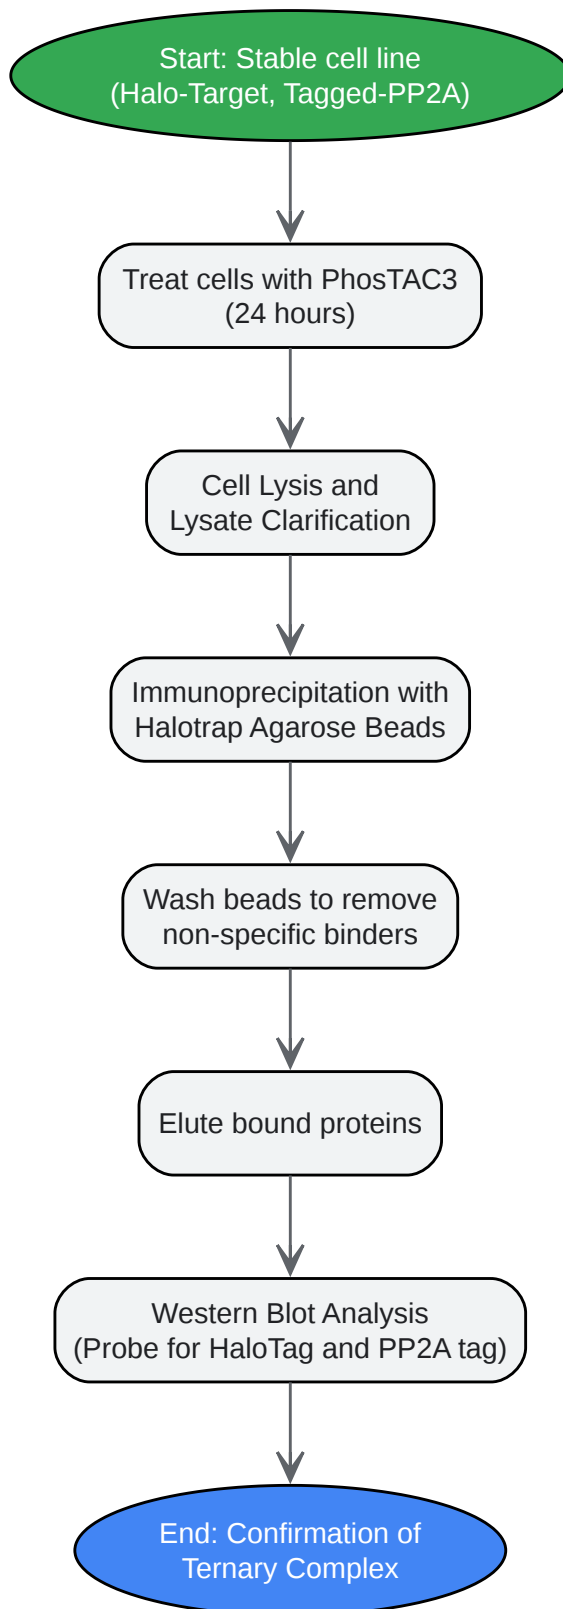 Start: Stable cell line
(Halo-Target, Tagged-PP2A)
Treat cells with PhosTAC3
(24 hours)
Cell Lysis and
Lysate Clarification
Immunoprecipitation with
Halotrap Agarose Beads
Wash beads to remove
non-specific binders
Elute bound proteins
Western Blot Analysis
(Probe for HaloTag and PP2A tag)
End: Confirmation of
Ternary Complex